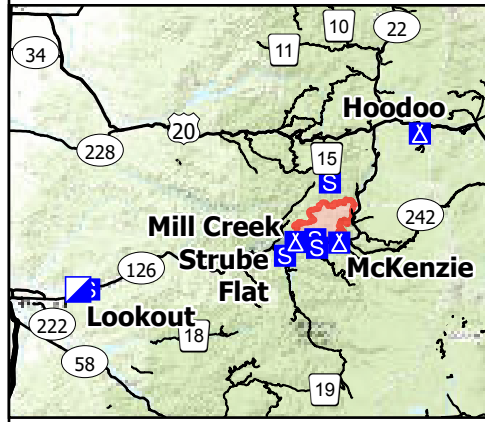 10
22
34
11
Hoodoo
20
228
15
S
242
Mill Creek
S
Strube
S
S
McKenzie
126
Flat
S
Lookout
222
18
58
19